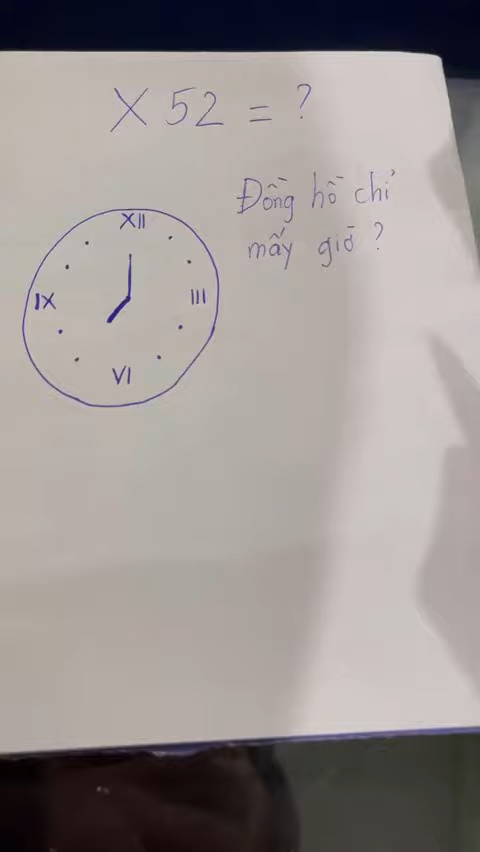 X 52 = ?
Đồng hồ chỉ
mấy giờ ?
XII
IX
III
VI